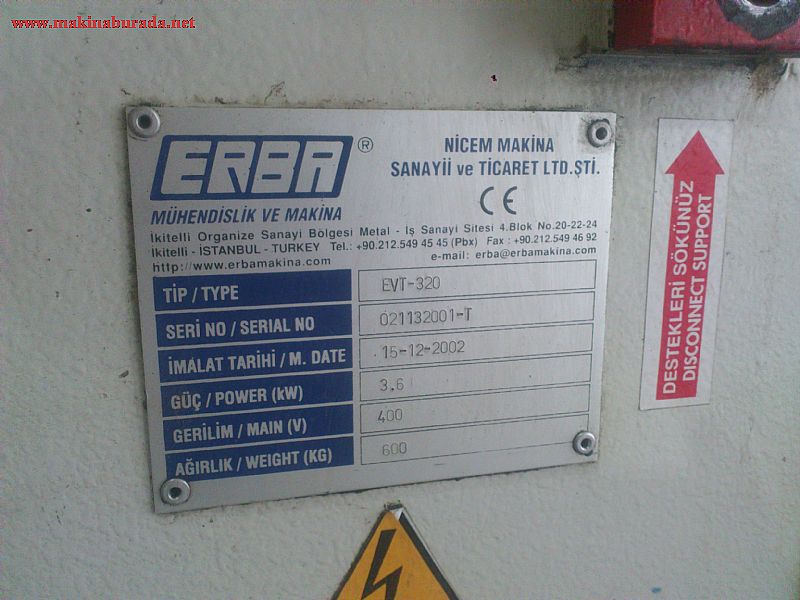 www.makinaburada.net
ERBA®
MÜHENDİSLİK VE MAKİNA
NİCEM MAKİNA
SANAYİİ ve TİCARET LTD.ŞTİ.
CE
İkitelli Organize Sanayi Bölgesi Metal - İş Sanayi Sitesi 4.Blok No.20-22-24
İkitelli - İSTANBUL - TURKEY Tel.: +90.212.549 45 45 (Pbx) Fax : +90.212.549 46 92
http://www.erbamakina.com e-mail: erba@erbamakina.com
TİP / TYPE EVT-320
SERİ NO / SERIAL NO 021132001-T
İMALAT TARİHİ / M. DATE 15-12-2002
GÜÇ / POWER (kW) 3.6
GERİLİM / MAIN (V) 400
AĞIRLIK / WEIGHT (KG) 600
DESTEKLERİ SÖKÜNÜZ
DISCONNECT SUPPORT